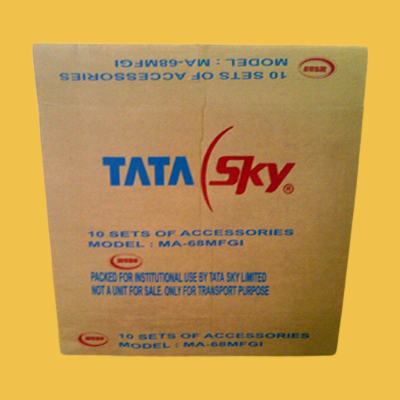 10 SETS OF ACCESSORIES
MODEL : MA-68MFGI
TATA Sky ®
10 SETS OF ACCESSORIES
MODEL : MA-68MFGI
PACKED FOR INSTITUTIONAL USE BY TATA SKY LIMITED
NOT A UNIT FOR SALE. ONLY FOR TRANSPORT PURPOSE
10 SETS OF ACCESSORIES
MODEL : MA-68MFGI